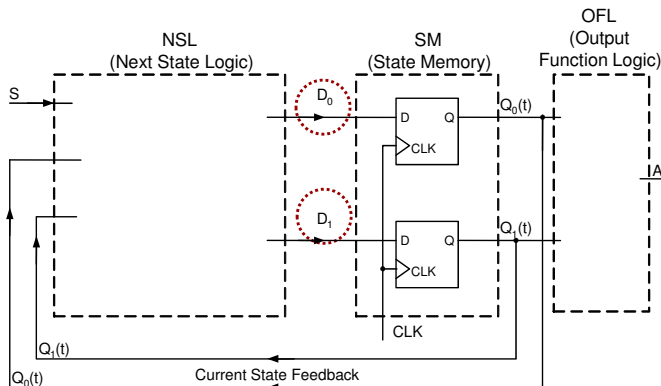 NSL
(Next State Logic)
SM
(State Memory)
OFL
(Output
Function Logic)
S
D0
D Q
CLK
Q0(t)
A
D1
D Q
CLK
Q1(t)
CLK
Q1(t)
Q0(t)
Current State Feedback